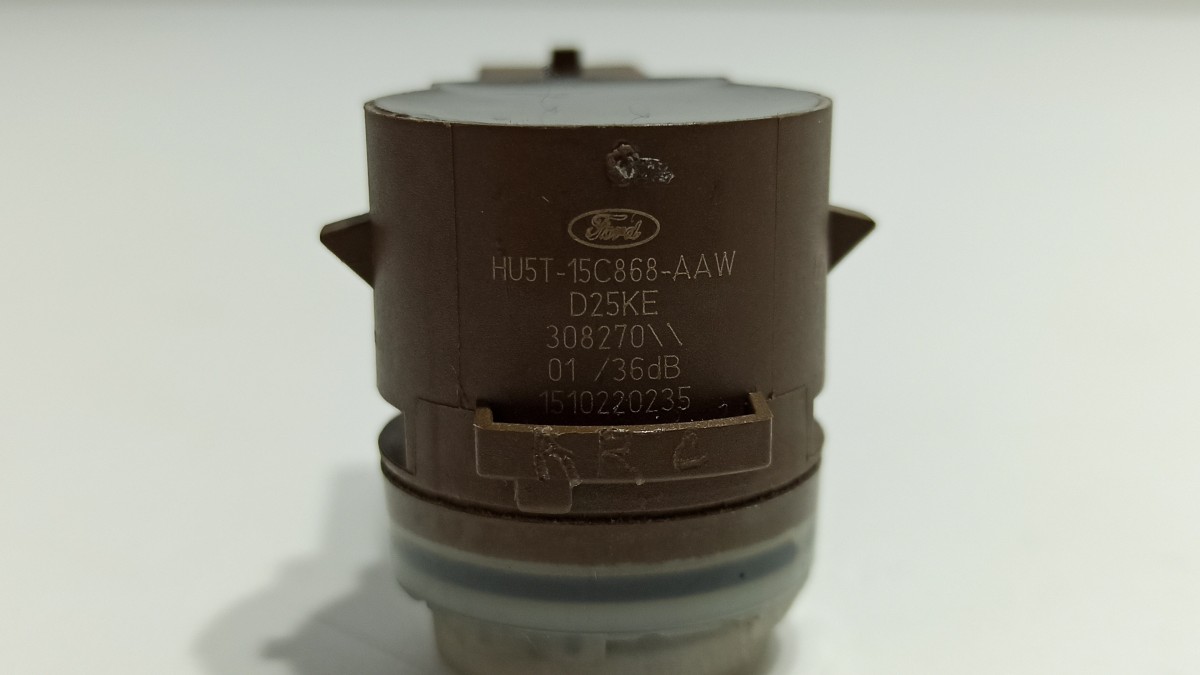 Ford
HU5T-15C868-AAW
D25KE
308270\\
01 /36dB
1510220235